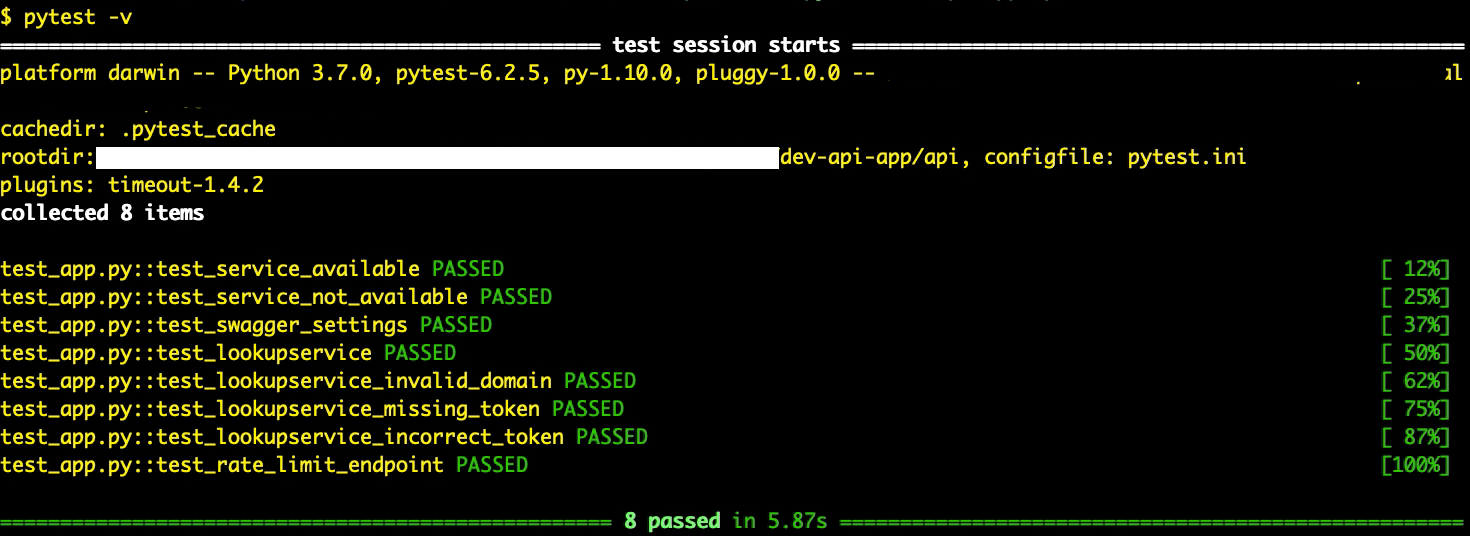 $ pytest -v
================================================== test session starts ===================================================
platform darwin -- Python 3.7.0, pytest-6.2.5, py-1.10.0, pluggy-1.0.0 --
cachedir: .pytest_cache
rootdir: dev-api-app/api, configfile: pytest.ini
plugins: timeout-1.4.2
collected 8 items
test_app.py::test_service_available PASSED [ 12%]
test_app.py::test_service_not_available PASSED [ 25%]
test_app.py::test_swagger_settings PASSED [ 37%]
test_app.py::test_lookupservice PASSED [ 50%]
test_app.py::test_lookupservice_invalid_domain PASSED [ 62%]
test_app.py::test_lookupservice_missing_token PASSED [ 75%]
test_app.py::test_lookupservice_incorrect_token PASSED [ 87%]
test_app.py::test_rate_limit_endpoint PASSED [100%]
=================================================== 8 passed in 5.87s ====================================================